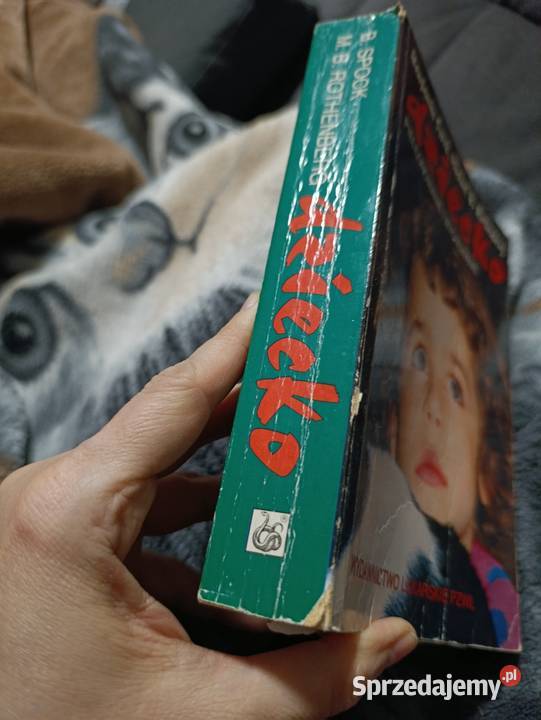 B. SPOCK
M. B. ROTHENBERG
dziecko
dziecko
WYDAWNICTWO LEKARSKIE PZWL
Sprzedajemy.pl